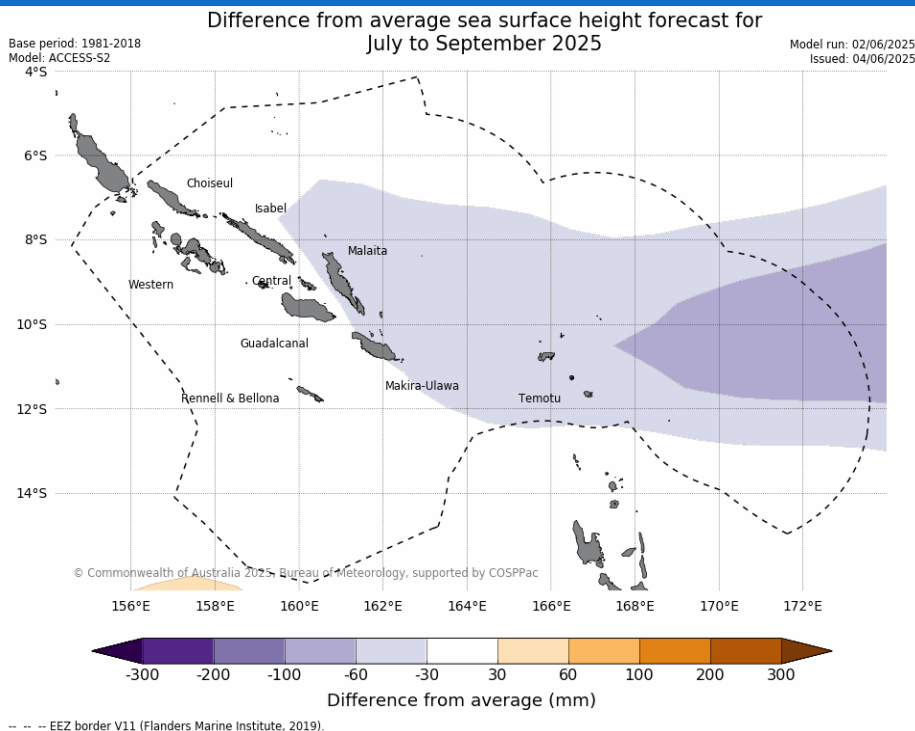 Difference from average sea surface height forecast for
July to September 2025
Base period: 1981-2018
Model: ACCESS-S2
Model run: 02/06/2025
Issued: 04/06/2025
4°S
6°S
8°S
10°S
12°S
14°S
Choiseul
Isabel
Malaita
Western
Central
Guadalcanal
Makira-Ulawa
Rennell & Bellona
Temotu
© Commonwealth of Australia 2025, Bureau of Meteorology, supported by COSPPac
156°E 158°E 160°E 162°E 164°E 166°E 168°E 170°E 172°E
-300 -200 -100 -60 -30 30 60 100 200 300
Difference from average (mm)
-- -- -- EEZ border V11 (Flanders Marine Institute, 2019).